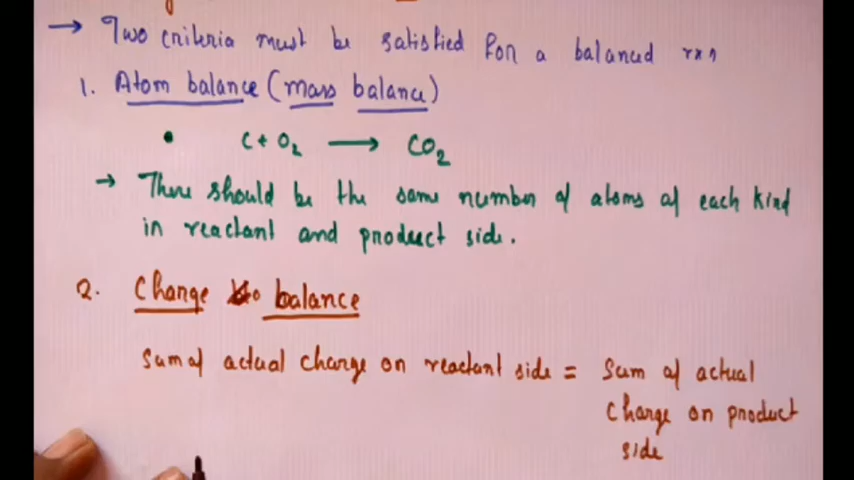 → Two criteria must be satisfied for a balanced rxn
1. Atom balance (mass balance)
• C + O₂ ⟶ CO₂
→ There should be the same number of atoms of each kind
in reactant and product side.
2. Charge balance
Sum of actual charge on reactant side = Sum of actual
charge on product
side